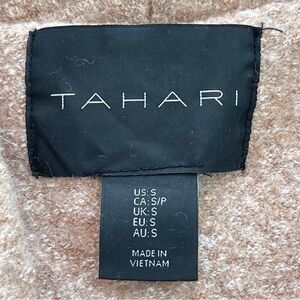 TAHARI
US:S
CA:S/P
UK:S
EU:S
AU:S
MADE IN
VIETNAM